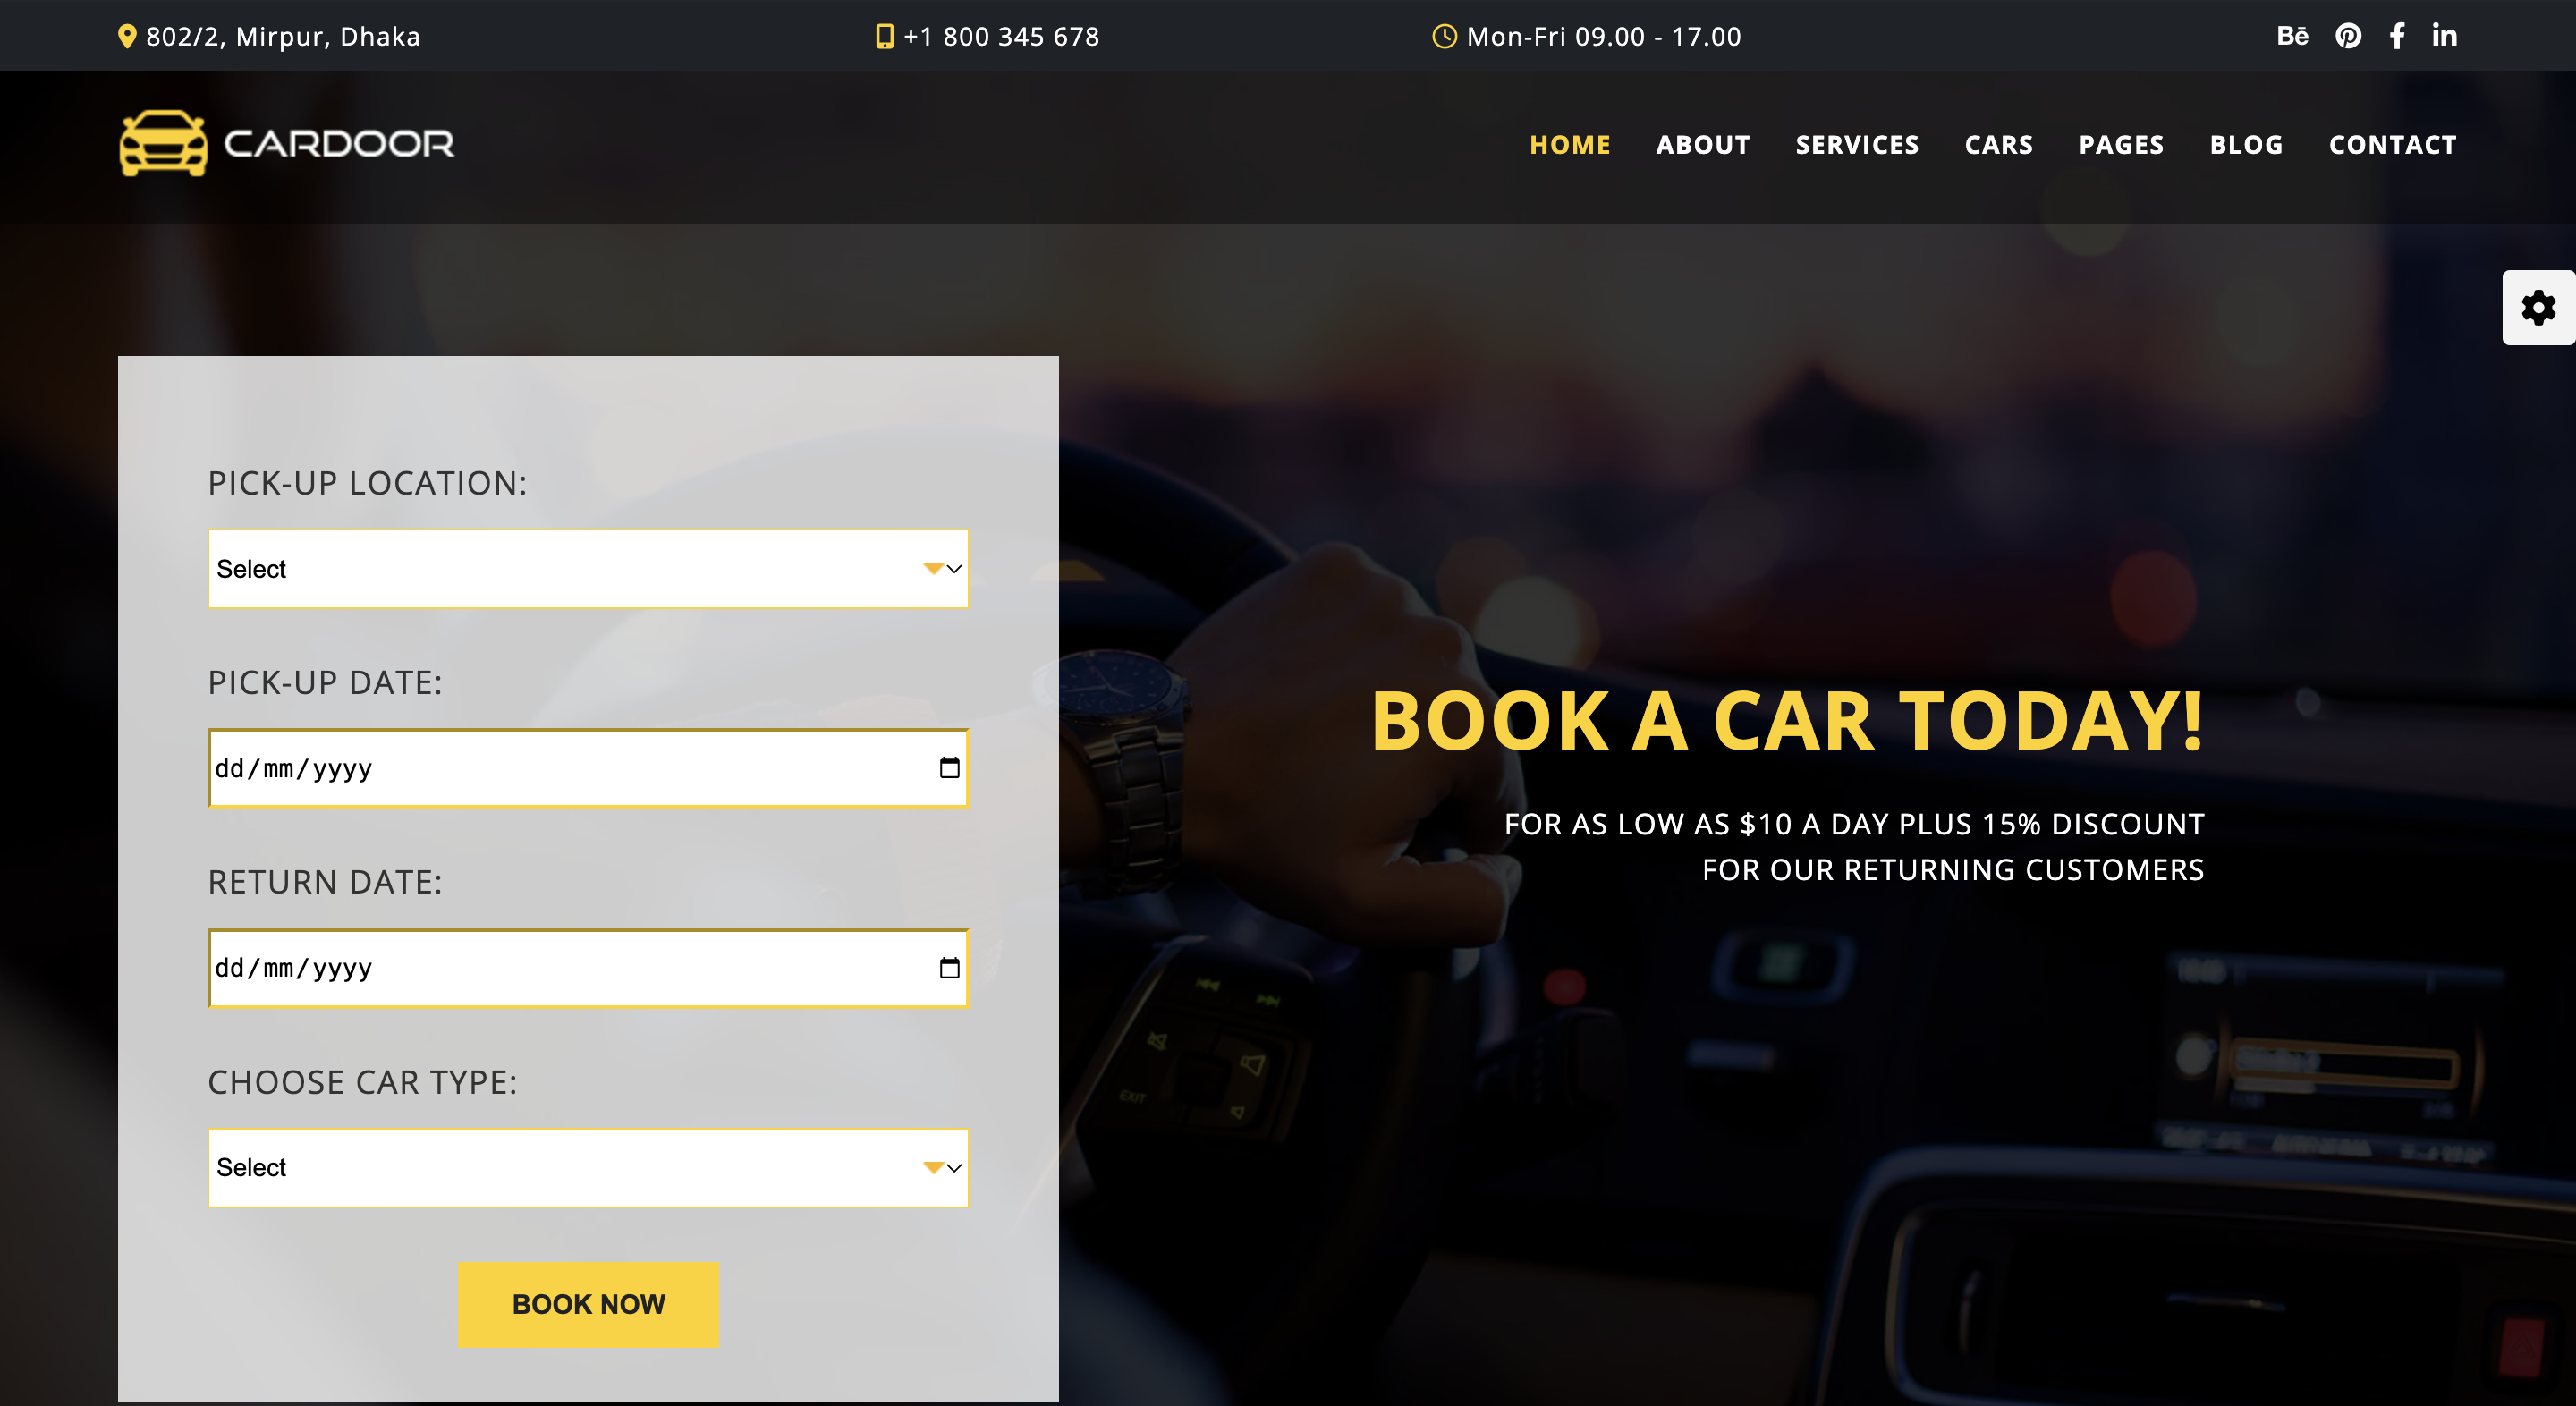 802/2, Mirpur, Dhaka
+1 800 345 678
Mon-Fri 09.00 - 17.00
Bē
CARDOOR
HOME ABOUT SERVICES CARS PAGES BLOG CONTACT
PICK-UP LOCATION:
Select
PICK-UP DATE:
dd/mm/yyyy
RETURN DATE:
dd/mm/yyyy
CHOOSE CAR TYPE:
Select
BOOK NOW
BOOK A CAR TODAY!
FOR AS LOW AS $10 A DAY PLUS 15% DISCOUNT
FOR OUR RETURNING CUSTOMERS
EXIT